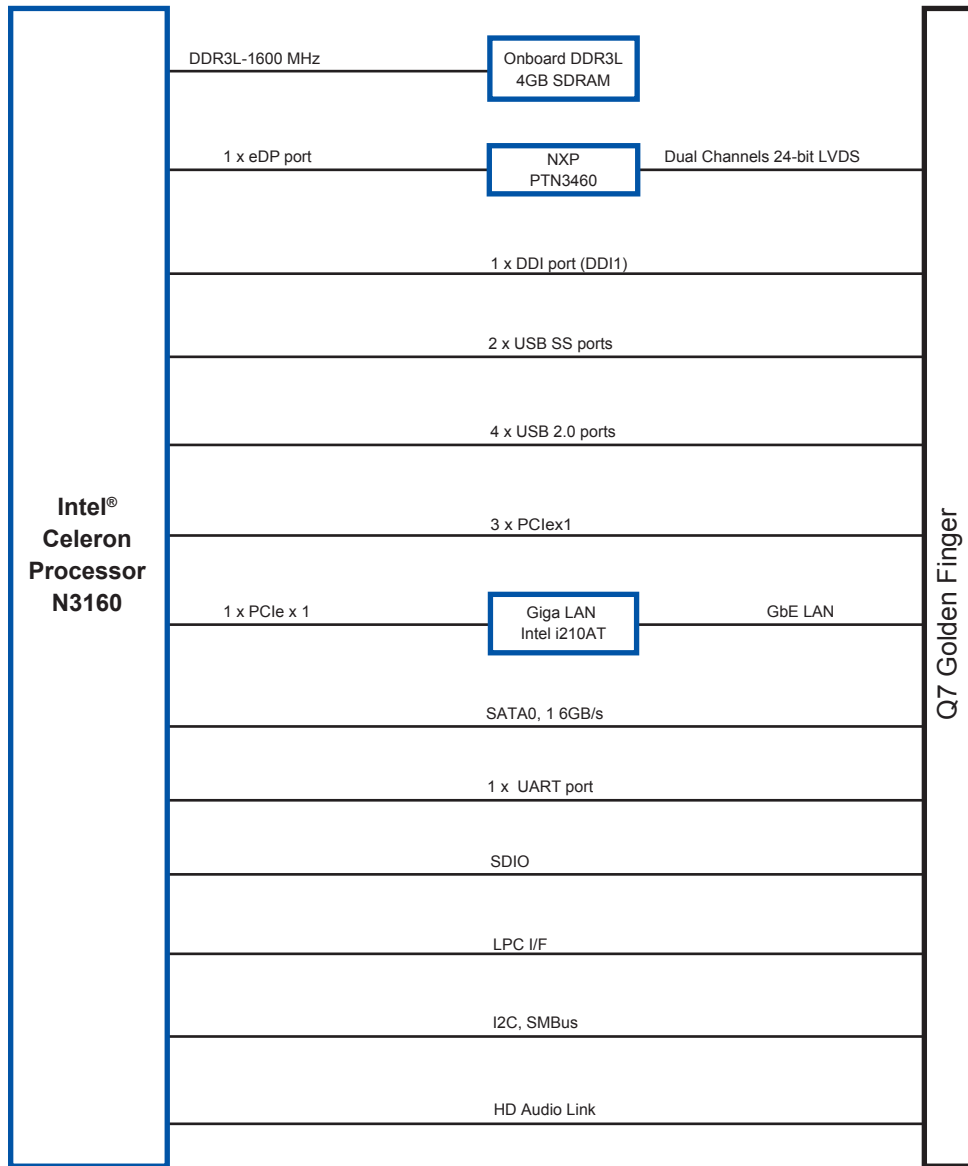 DDR3L-1600 MHz
Onboard DDR3L
4GB SDRAM
1 x eDP port
NXP
PTN3460
Dual Channels 24-bit LVDS
1 x DDI port (DDI1)
2 x USB SS ports
4 x USB 2.0 ports
Intel®
Celeron
Processor
N3160
3 x PCIex1
1 x PCIe x 1
Giga LAN
Intel i210AT
GbE LAN
Q7 Golden Finger
SATA0, 1 6GB/s
1 x UART port
SDIO
LPC I/F
I2C, SMBus
HD Audio Link